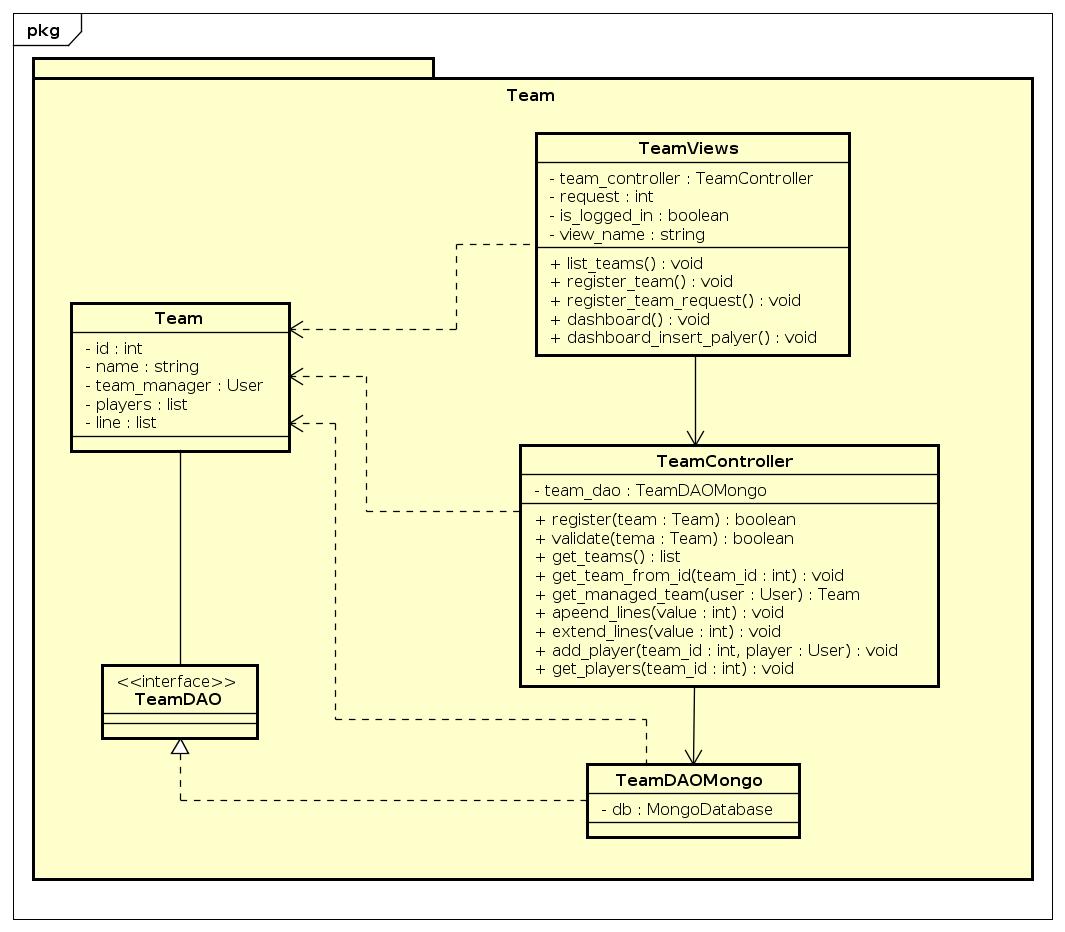 pkg
Team
TeamViews
- team_controller : TeamController
- request : int
- is_logged_in : boolean
- view_name : string
+ list_teams() : void
+ register_team() : void
+ register_team_request() : void
+ dashboard() : void
+ dashboard_insert_palyer() : void
Team
- id : int
- name : string
- team_manager : User
- players : list
- line : list
TeamController
- team_dao : TeamDAOMongo
+ register(team : Team) : boolean
+ validate(tema : Team) : boolean
+ get_teams() : list
+ get_team_from_id(team_id : int) : void
+ get_managed_team(user : User) : Team
+ apeend_lines(value : int) : void
+ extend_lines(value : int) : void
+ add_player(team_id : int, player : User) : void
+ get_players(team_id : int) : void
<<interface>>
TeamDAO
TeamDAOMongo
- db : MongoDatabase